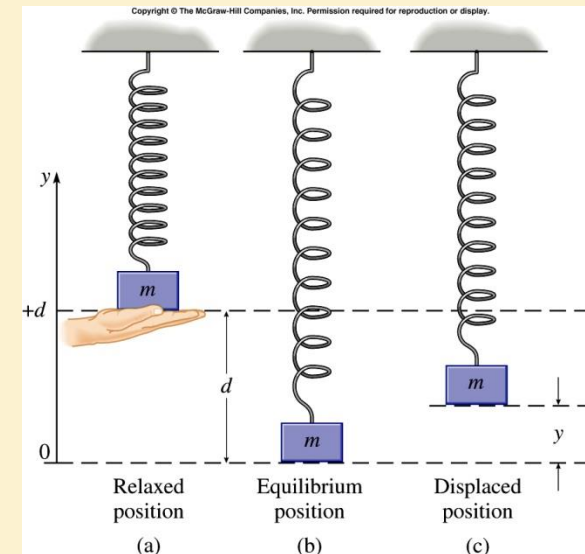 Copyright © The McGraw-Hill Companies, Inc. Permission required for reproduction or display.
y
m
+d
d
m
m
y
0
Relaxed
position
(a)
Equilibrium
position
(b)
Displaced
position
(c)